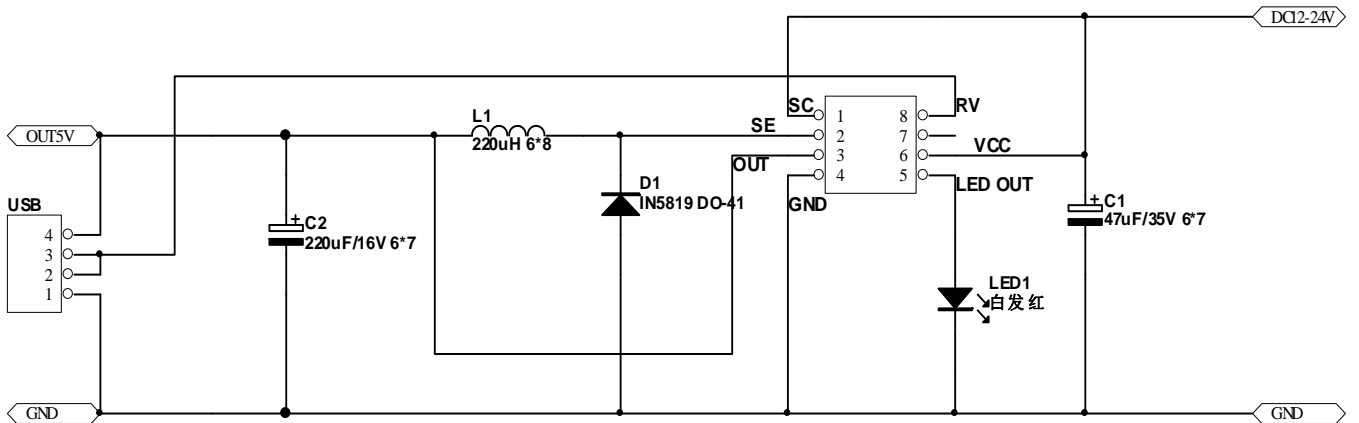 DC12-24V
SC
1
8
RV
L1
OUT5V
SE
2
7
220uH 6*8
OUT
3
6
VCC
4
5
LED OUT
D1
IN5819 DO-41
GND
USB
C1
47uF/35V 6*7
C2
220uF/16V 6*7
4
3
2
1
LED1
白发红
GND
GND